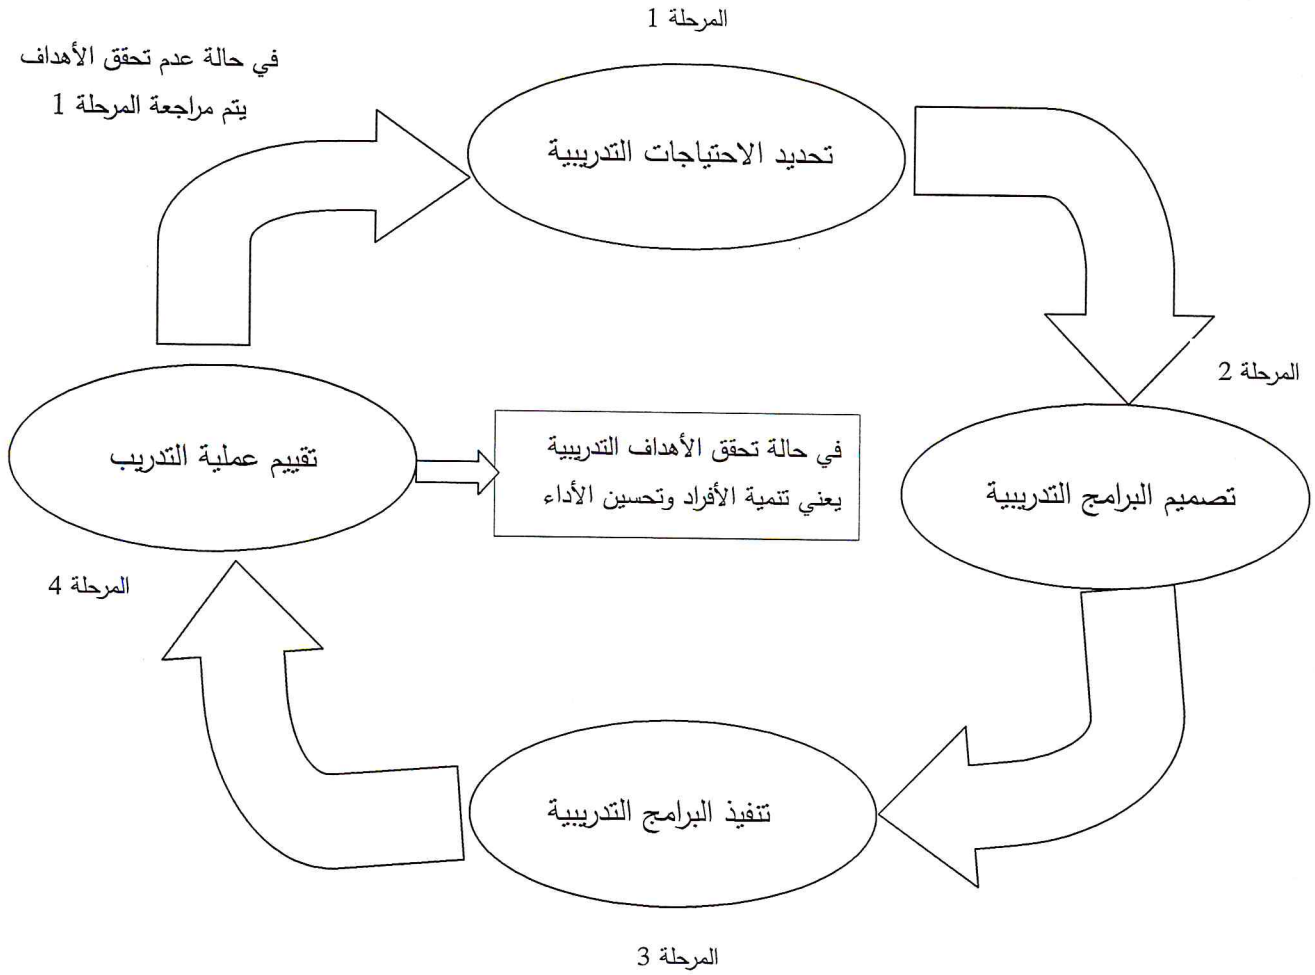 المرحلة 1
في حالة عدم تحقق الأهداف
يتم مراجعة المرحلة 1
تحديد الاحتياجات التدريبية
المرحلة 2
تصميم البرامج التدريبية
في حالة تحقق الأهداف التدريبية
يعني تنمية الأفراد وتحسين الأداء
تقييم عملية التدريب
المرحلة 4
تنفيذ البرامج التدريبية
المرحلة 3